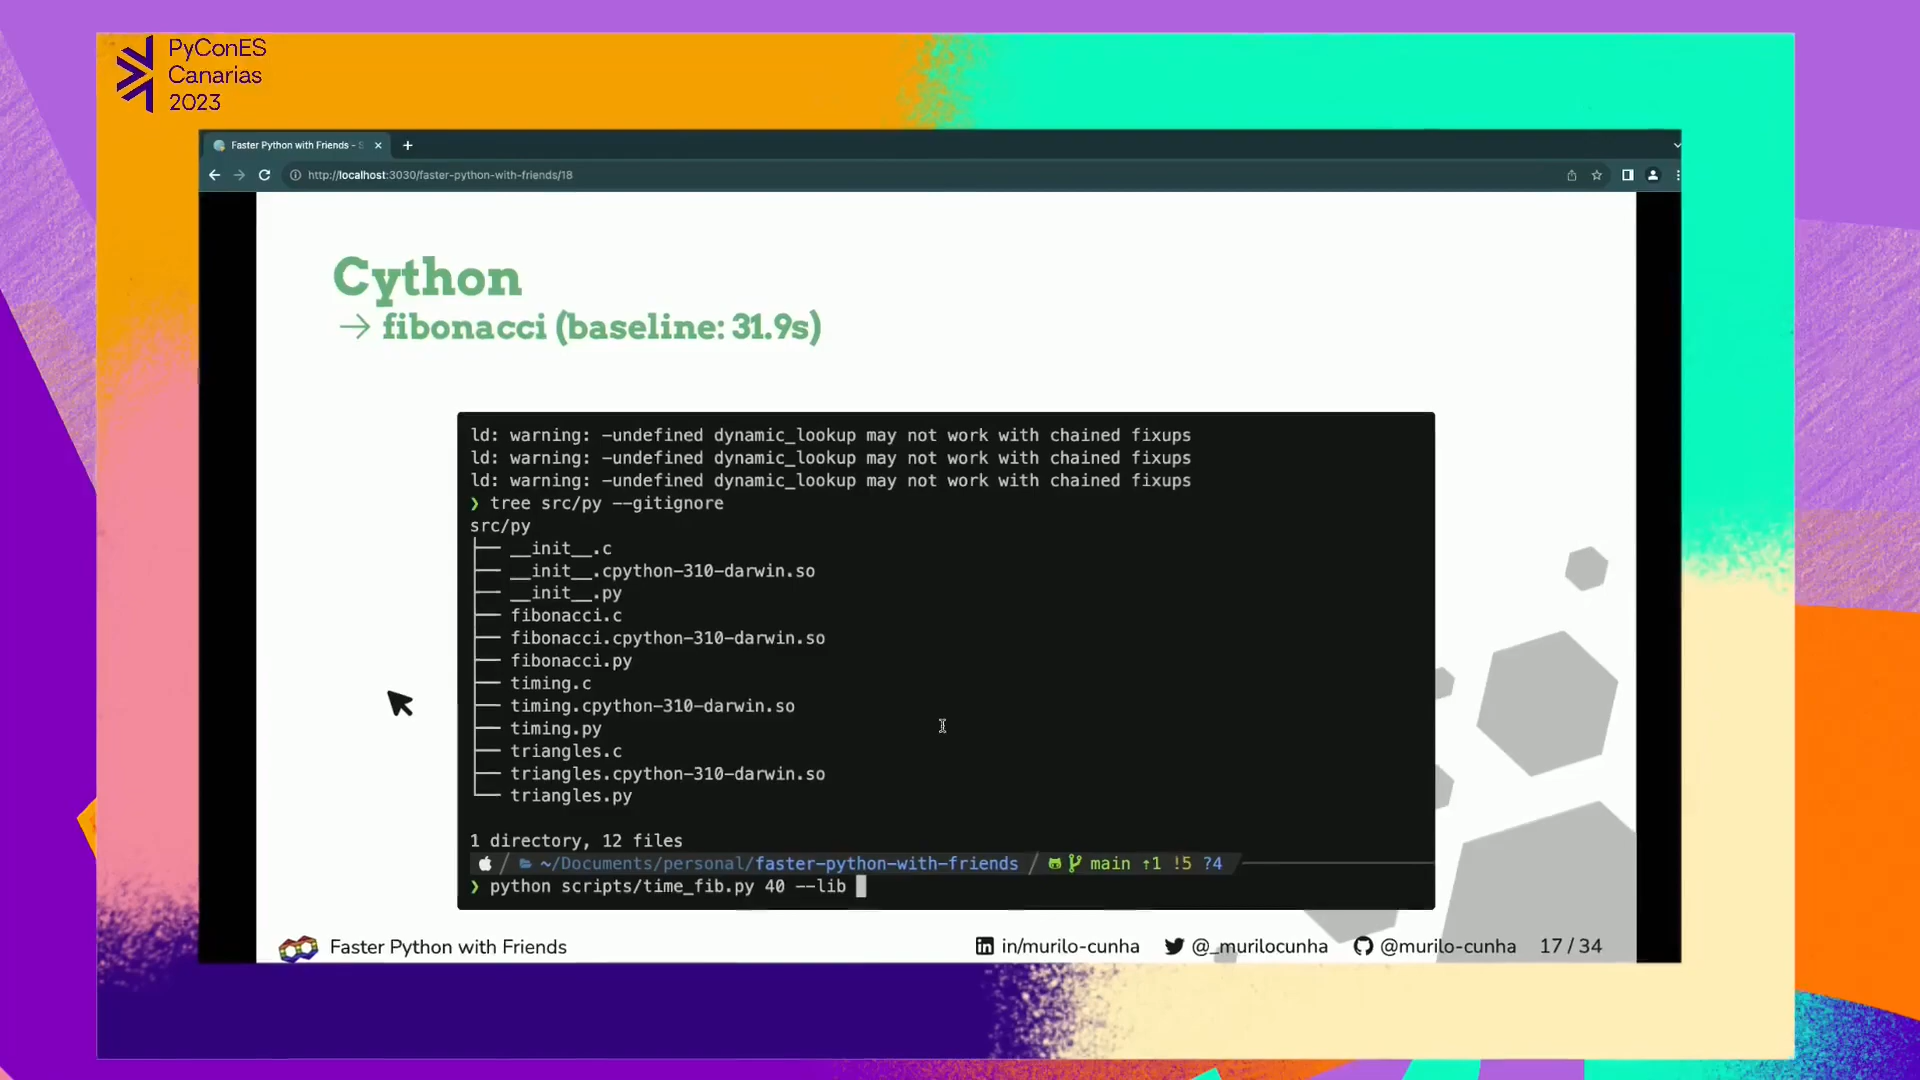 PyConES
Canarias
2023
Faster Python with Friends - S
http://localhost:3030/faster-python-with-friends/18
Cython
→ fibonacci (baseline: 31.9s)
ld: warning: -undefined dynamic_lookup may not work with chained fixups
ld: warning: -undefined dynamic_lookup may not work with chained fixups
ld: warning: -undefined dynamic_lookup may not work with chained fixups
❯ tree src/py --gitignore
src/py
├── __init__.c
├── __init__.cpython-310-darwin.so
├── __init__.py
├── fibonacci.c
├── fibonacci.cpython-310-darwin.so
├── fibonacci.py
├── timing.c
├── timing.cpython-310-darwin.so
├── timing.py
├── triangles.c
├── triangles.cpython-310-darwin.so
└── triangles.py
1 directory, 12 files
~/Documents/personal/faster-python-with-friends main ↑1 !5 ?4
❯ python scripts/time_fib.py 40 --lib
Faster Python with Friends
in/murilo-cunha @_murilocunha @murilo-cunha 17 / 34